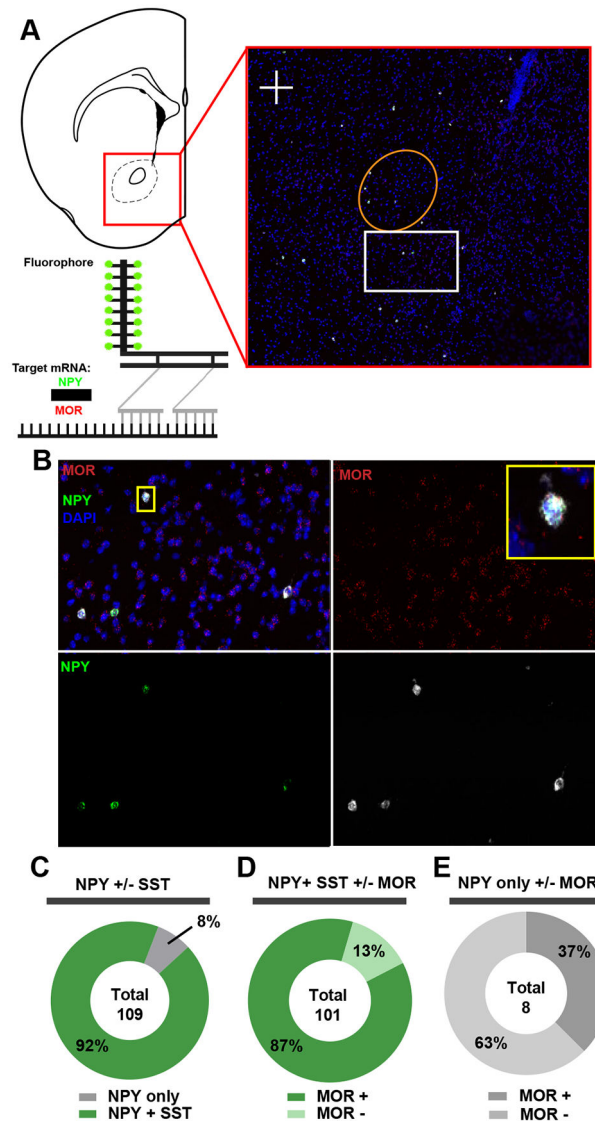 A
Fluorophore
Target mRNA:
NPY
MOR
B
MOR
NPY
DAPI
MOR
NPY
C
NPY +/- SST
8%
Total
109
92%
NPY only
NPY + SST
D
NPY+ SST +/- MOR
13%
Total
101
87%
MOR +
MOR -
E
NPY only +/- MOR
37%
Total
8
63%
MOR +
MOR -